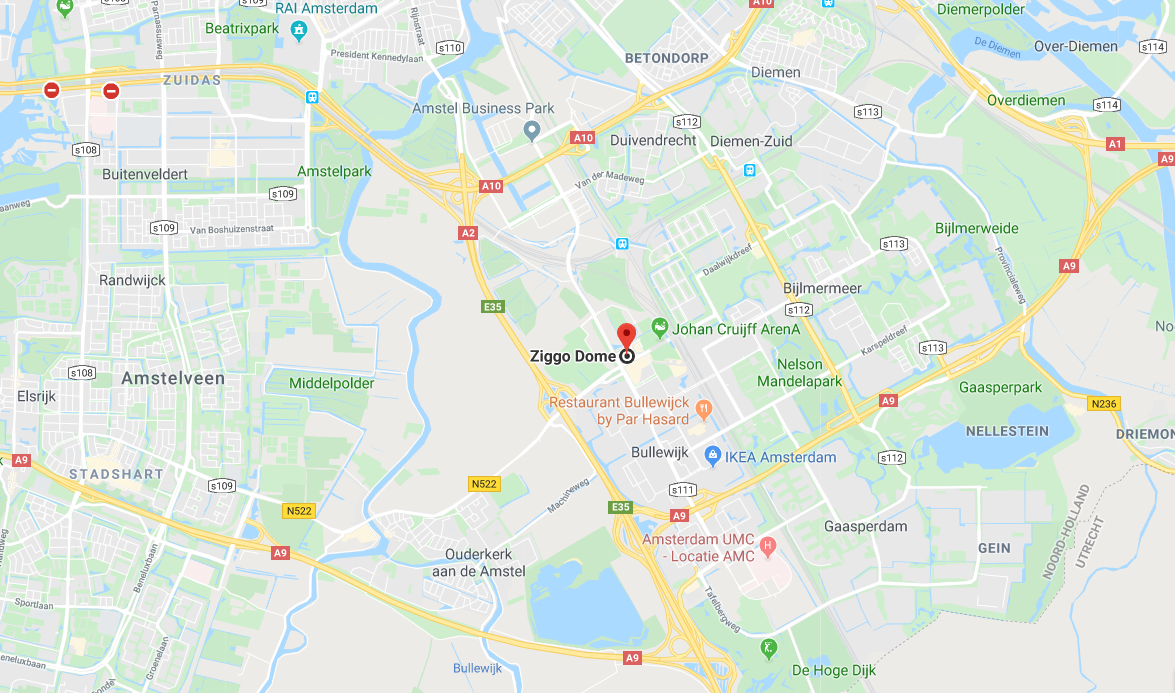 s108
s109
A10
RAI Amsterdam
Diemerpolder
Parnassusweg
Beatrixpark
Rijnstraat
s110
President Kennedylaan
De Diemen
Over-Diemen
s114
BETONDORP
ZUIDAS
Diemen
Overdiemen
s114
Amstel Business Park
s113
s112
A10
Duivendrecht
Diemen-Zuid
A1
A9
s108
Buitenveldert
Amstelpark
Van der Madeweg
A10
s109
s109
Van Boshuizenstraat
A2
Bijlmerweide
s113
Daalwijkdreef
Provincialeweg
A9
Randwijck
Bijlmermeer
E35
s112
Johan Cruijff ArenA
Karspeldreef
s113
Ziggo Dome
Nelson
Mandelapark
s108
Amstelveen
Middelpolder
Elsrijk
Gaasperpark
A9
N236
Restaurant Bullewijck
by Par Hasard
NELLESTEIN
DRIEMON
Bullewijk
IKEA Amsterdam
s112
A9
STADSHART
s109
N522
s111
Machineweg
N522
E35
A9
Gaasperdam
Amsterdam UMC
- Locatie AMC
GEIN
NOORD-HOLLAND
UTRECHT
A9
Ouderkerk
aan de Amstel
Beneluxbaan
Sportlaan
Tafelbergweg
Groenelaan
A9
Bullewijk
De Hoge Dijk